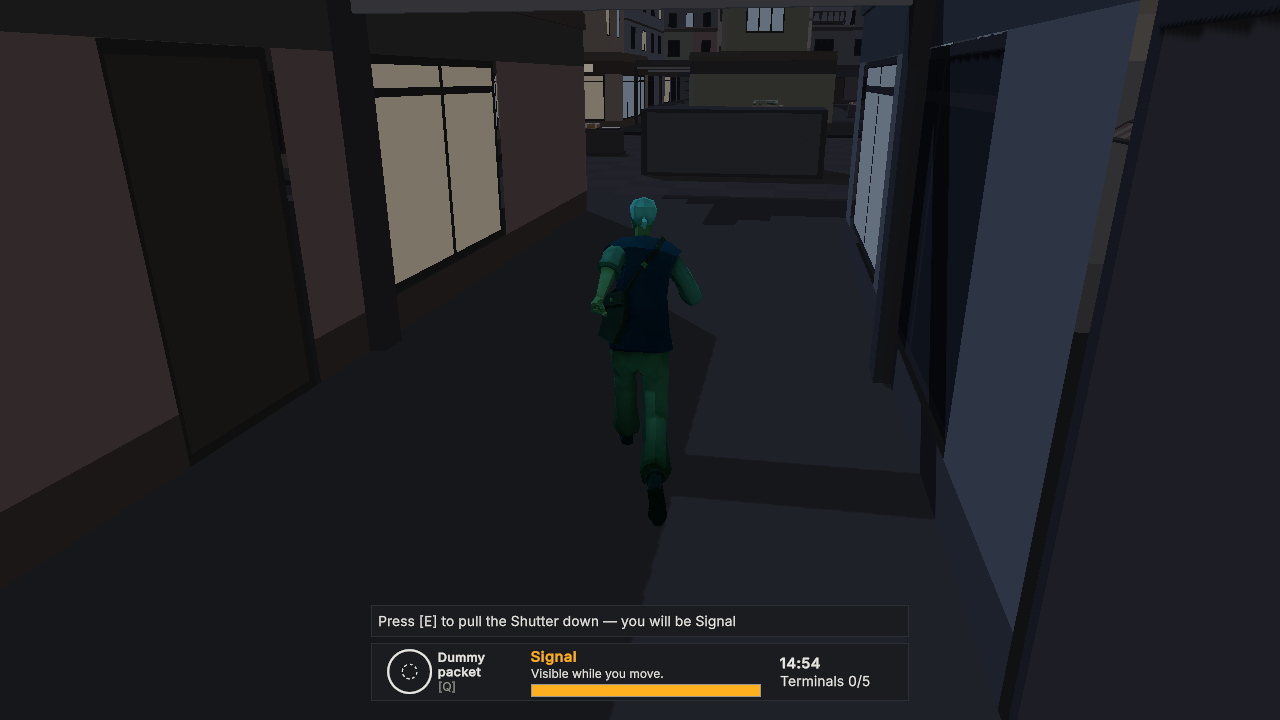 Press [E] to pull the Shutter down — you will be Signal
Dummy packet
[Q]
Signal
Visible while you move.
14:54
Terminals 0/5